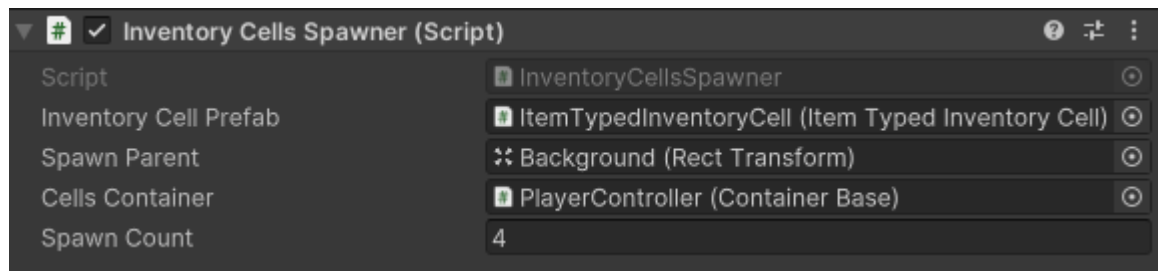 Inventory Cells Spawner (Script)
Script InventoryCellsSpawner
Inventory Cell Prefab ItemTypedInventoryCell (Item Typed Inventory Cell)
Spawn Parent Background (Rect Transform)
Cells Container PlayerController (Container Base)
Spawn Count 4